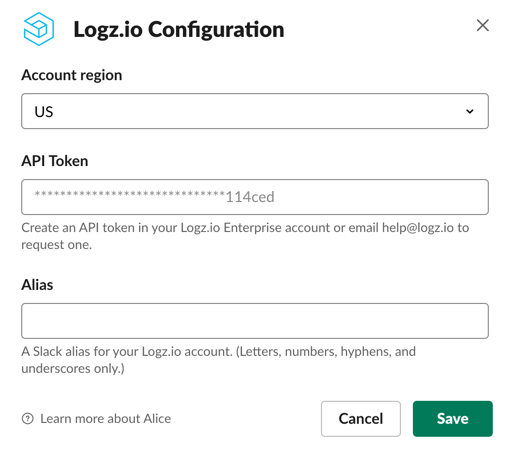 Logz.io Configuration
Account region
US
API Token
******************************114ced
Create an API token in your Logz.io Enterprise account or email help@logz.io to
request one.
Alias
A Slack alias for your Logz.io account. (Letters, numbers, hyphens, and
underscores only.)
Learn more about Alice
Cancel
Save